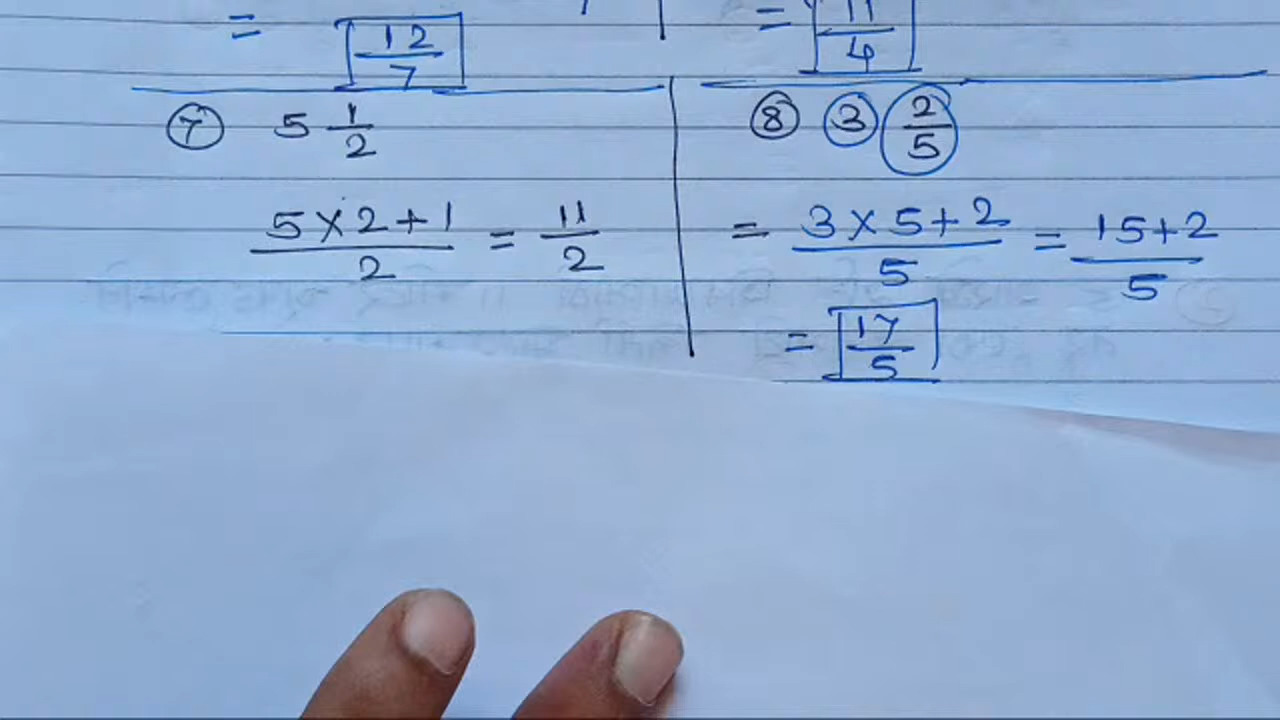 = 12/7
= 11/4
⑦ 5 1/2
(5 × 2 + 1)/2 = 11/2
⑧ 3 2/5
= (3 × 5 + 2)/5 = (15 + 2)/5
= 17/5